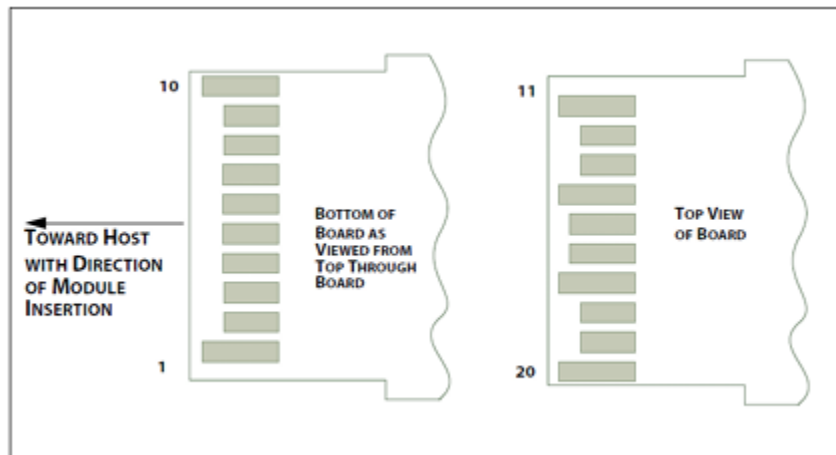 10
1
TOWARD HOST
WITH DIRECTION
OF MODULE
INSERTION
BOTTOM OF
BOARD AS
VIEWED FROM
TOP THROUGH
BOARD
11
20
TOP VIEW
OF BOARD